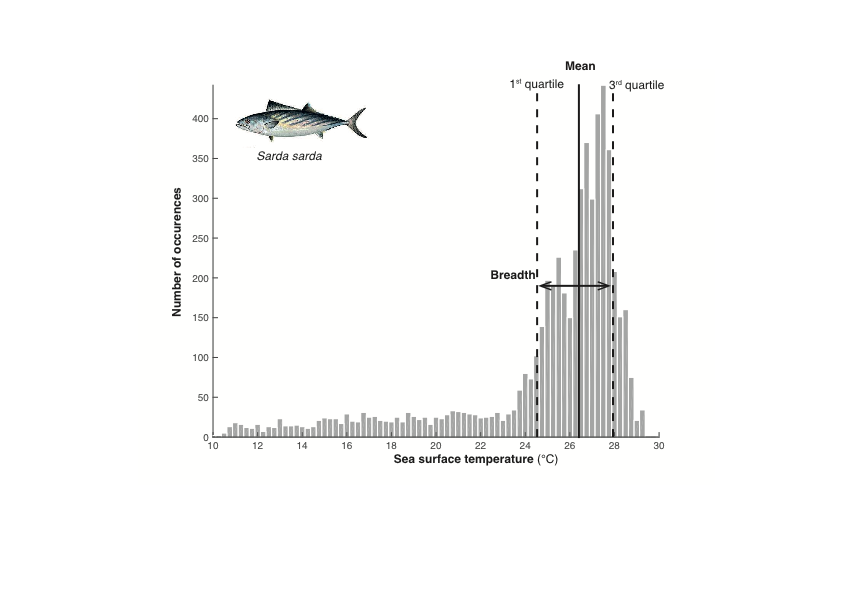 Mean
1st quartile
3rd quartile
Sarda sarda
Breadth
Number of occurences
400
350
300
250
200
150
100
50
0
10 12 14 16 18 20 22 24 26 28 30
Sea surface temperature (°C)